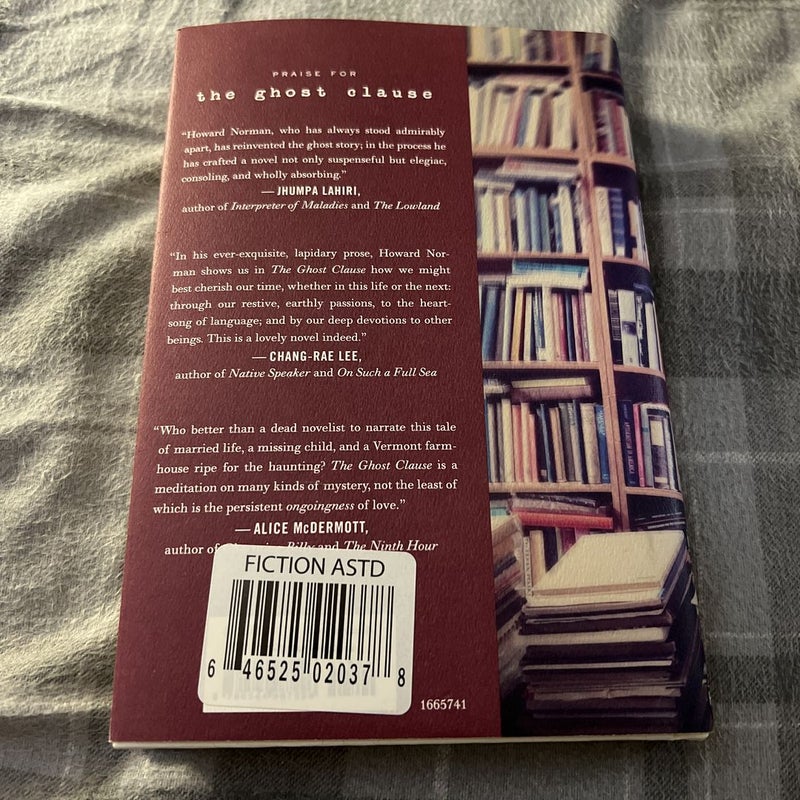 PRAISE FOR
the ghost clause
“Howard Norman, who has always stood admirably
apart, has reinvented the ghost story; in the process he
has crafted a novel not only suspenseful but elegiac,
consoling, and wholly absorbing.”
— JHUMPA LAHIRI,
author of Interpreter of Maladies and The Lowland
“In his ever-exquisite, lapidary prose, Howard Nor-
man shows us in The Ghost Clause how we might
best cherish our time, whether in this life or the next:
through our restive, earthly passions, to the heart-
song of language; and by our deep devotions to other
beings. This is a lovely novel indeed.”
— CHANG-RAE LEE,
author of Native Speaker and On Such a Full Sea
“Who better than a dead novelist to narrate this tale
of married life, a missing child, and a Vermont farm-
house ripe for the haunting? The Ghost Clause is a
meditation on many kinds of mystery, not the least of
which is the persistent ongoingness of love.”
— ALICE McDERMOTT,
author of Billy and The Ninth Hour
FICTION ASTD
6 46525 02037 8
1665741